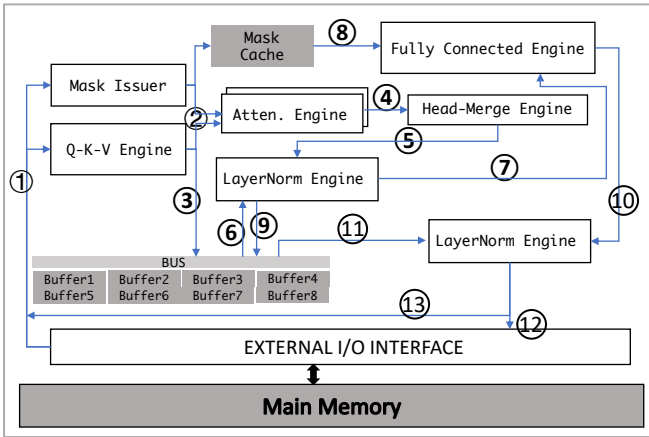 Mask
Cache
⑧
Fully Connected Engine
Mask Issuer
②
Atten. Engine
④
Head-Merge Engine
Q-K-V Engine
⑤
①
③
LayerNorm Engine
⑦
⑥
⑨
⑩
⑪
LayerNorm Engine
BUS
Buffer1 Buffer2 Buffer3 Buffer4
Buffer5 Buffer6 Buffer7 Buffer8
⑬
⑫
EXTERNAL I/O INTERFACE
Main Memory